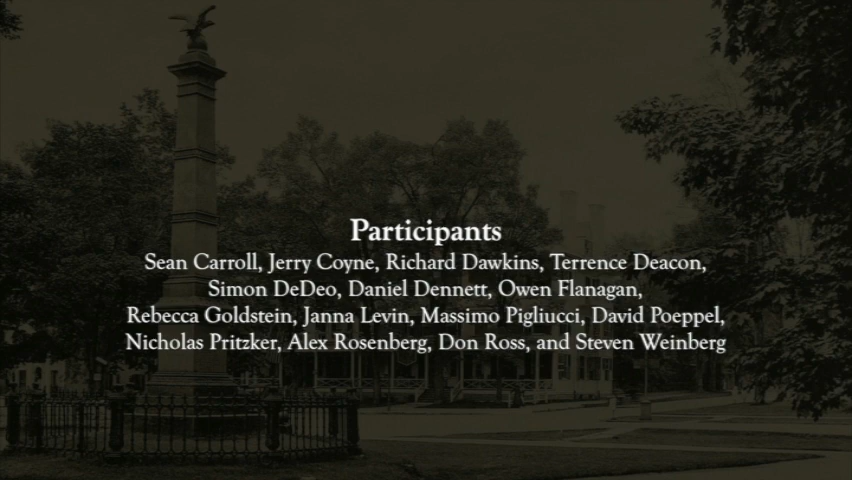 Participants
Sean Carroll, Jerry Coyne, Richard Dawkins, Terrence Deacon,
Simon DeDeo, Daniel Dennett, Owen Flanagan,
Rebecca Goldstein, Janna Levin, Massimo Pigliucci, David Poeppel,
Nicholas Pritzker, Alex Rosenberg, Don Ross, and Steven Weinberg